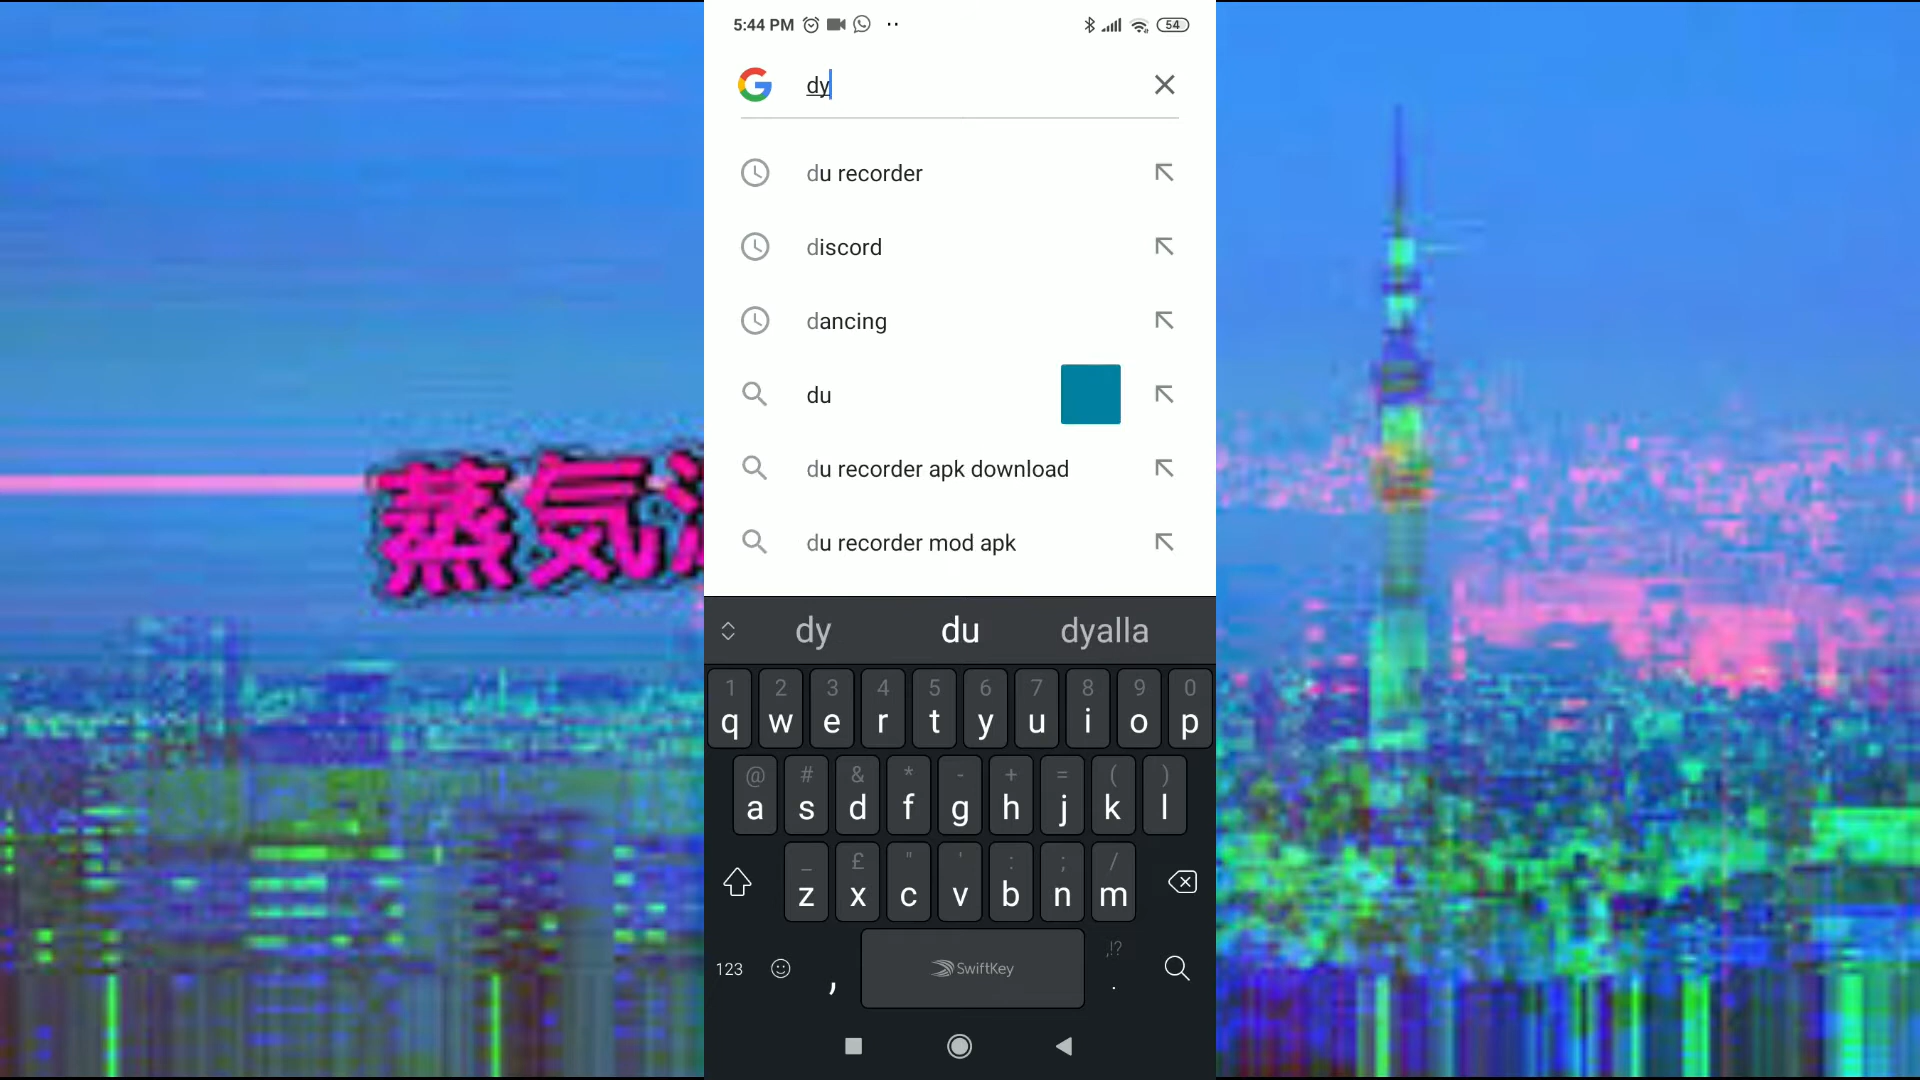 5:44 PM
54
dy
du recorder
discord
dancing
du
du recorder apk download
du recorder mod apk
蒸気
dy du dyalla
1 2 3 4 5 6 7 8 9 0
q w e r t y u i o p
@ # & * - + = ( )
a s d f g h j k l
_ £ " ' : ; /
z x c v b n m
,!?
123 , SwiftKey .